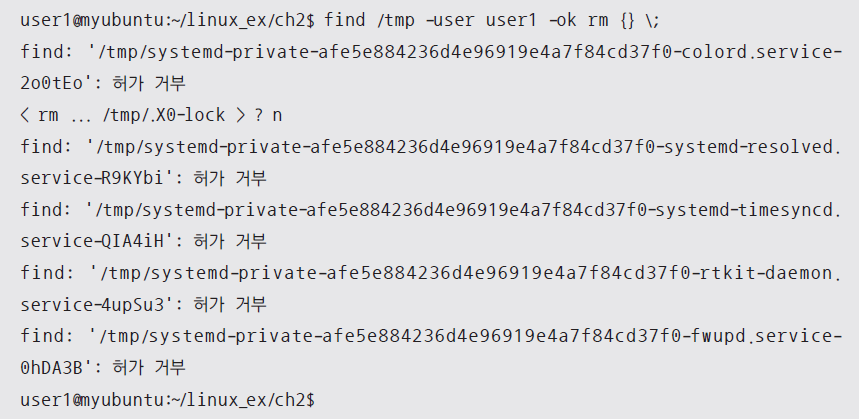 user1@myubuntu:~/linux_ex/ch2$ find /tmp -user user1 -ok rm {} \;
find: '/tmp/systemd-private-afe5e884236d4e96919e4a7f84cd37f0-colord.service-
2o0tEo': 허가 거부
< rm ... /tmp/.X0-lock > ? n
find: '/tmp/systemd-private-afe5e884236d4e96919e4a7f84cd37f0-systemd-resolved.
service-R9KYbi': 허가 거부
find: '/tmp/systemd-private-afe5e884236d4e96919e4a7f84cd37f0-systemd-timesyncd.
service-QIA4iH': 허가 거부
find: '/tmp/systemd-private-afe5e884236d4e96919e4a7f84cd37f0-rtkit-daemon.
service-4upSu3': 허가 거부
find: '/tmp/systemd-private-afe5e884236d4e96919e4a7f84cd37f0-fwupd.service-
0hDA3B': 허가 거부
user1@myubuntu:~/linux_ex/ch2$